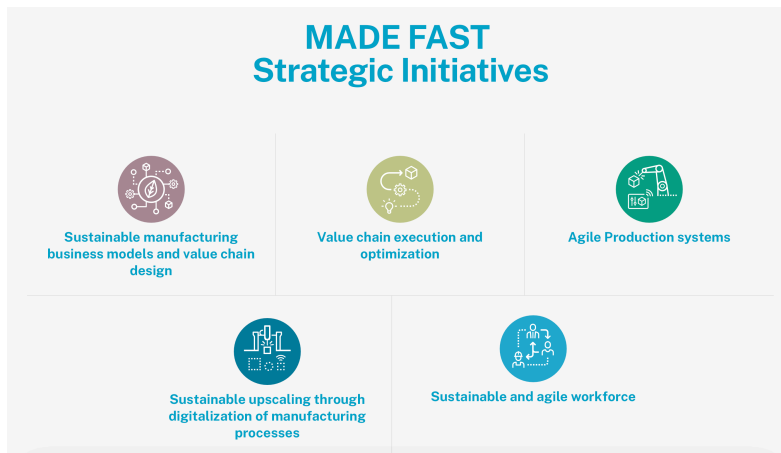 MADE FAST
Strategic Initiatives
Sustainable manufacturing
business models and value chain
design
Value chain execution and
optimization
Agile Production systems
Sustainable upscaling through
digitalization of manufacturing
processes
Sustainable and agile workforce